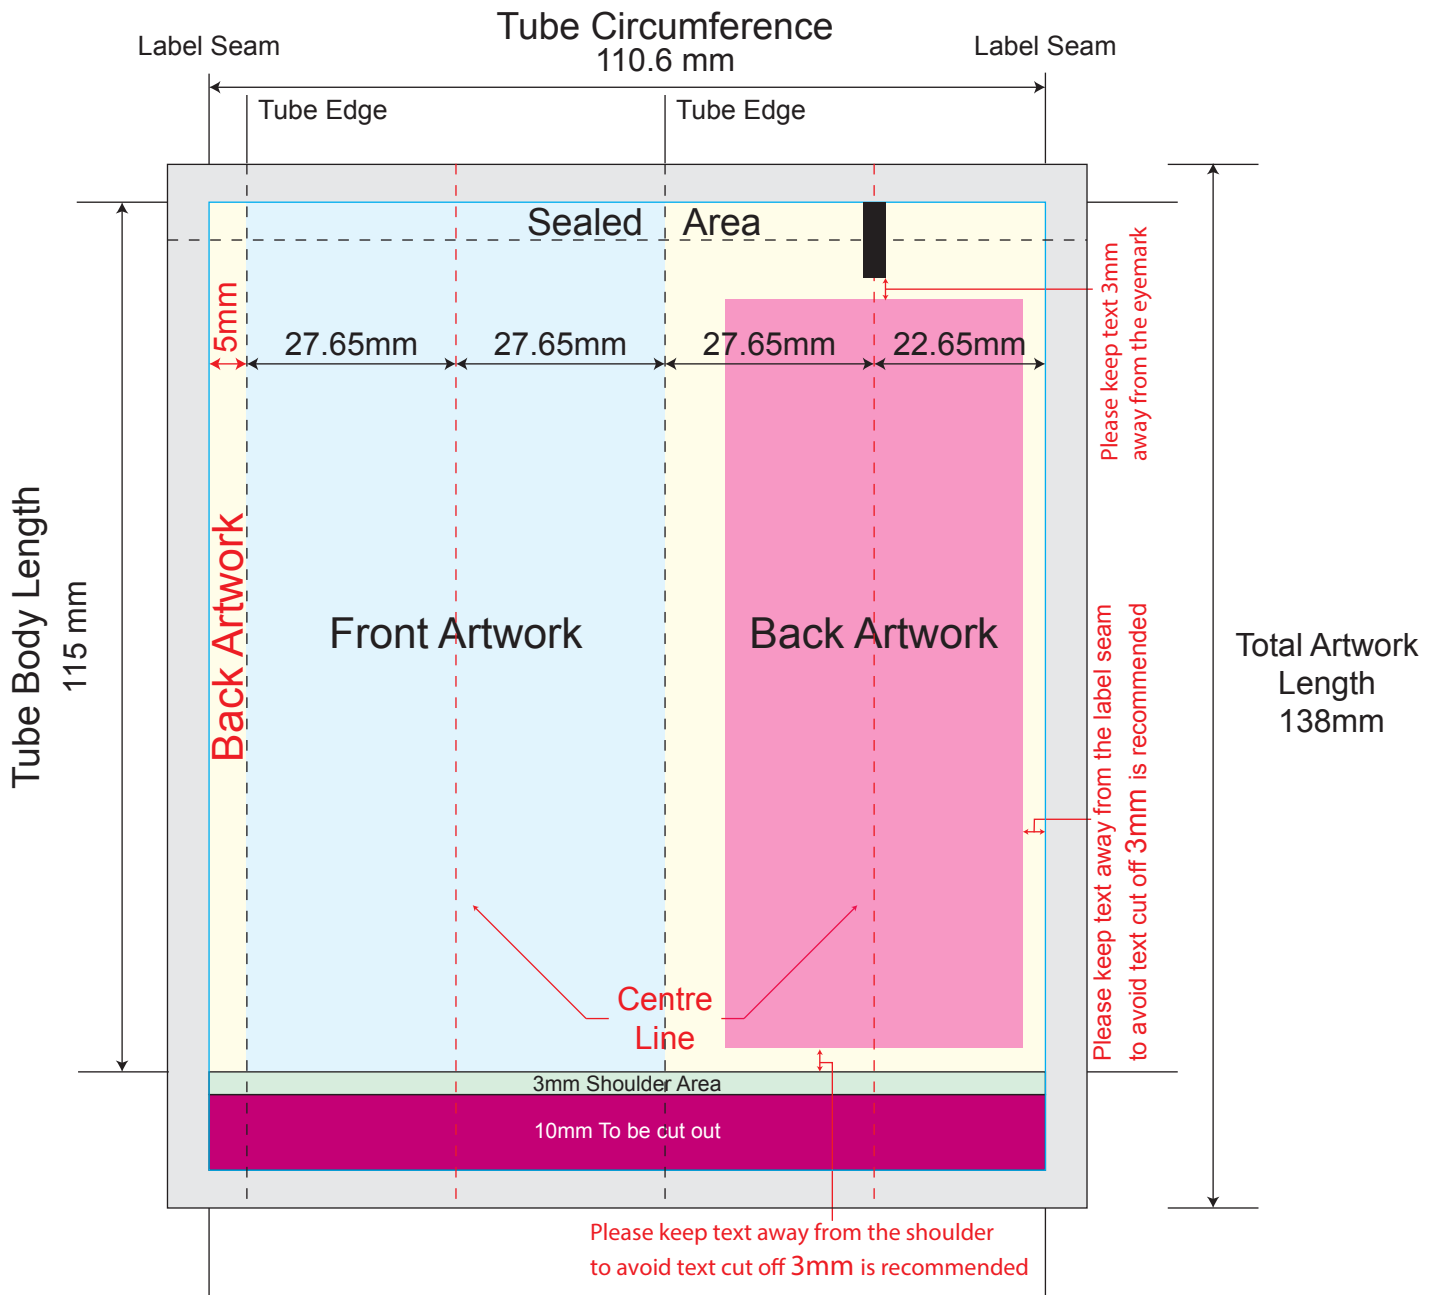 Tube Circumference
110.6 mm
Label Seam
Label Seam
Tube Edge
Tube Edge
Sealed Area
5mm
27.65mm
27.65mm
27.65mm
22.65mm
Please keep text 3mm
away from the eyemark
Tube Body Length
115 mm
Back Artwork
Front Artwork
Back Artwork
Total Artwork
Length
138mm
Please keep text away from the label seam
to avoid text cut off 3mm is recommended
Centre
Line
3mm Shoulder Area
10mm To be cut out
Please keep text away from the shoulder
to avoid text cut off 3mm is recommended